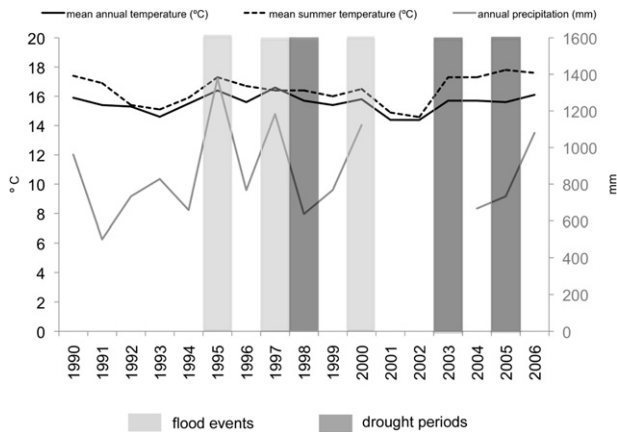 mean annual temperature (ºC) mean summer temperature (ºC) annual precipitation (mm)
20 1600
18 1400
16 1200
14
12 1000
10 800
8 600
6
4 400
2 200
0 0
º C
mm
1990 1991 1992 1993 1994 1995 1996 1997 1998 1999 2000 2001 2002 2003 2004 2005 2006
flood events drought periods